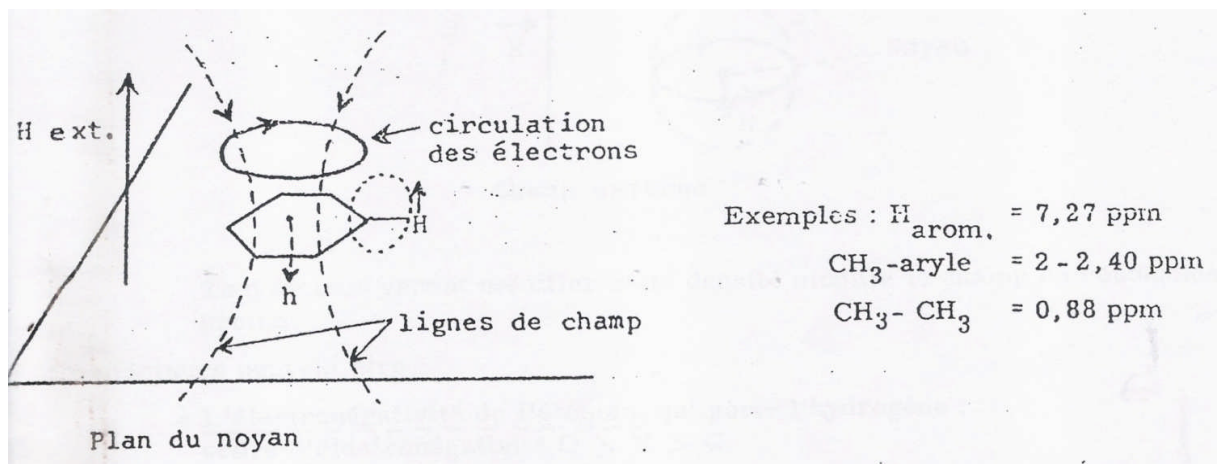 H ext.
circulation
des électrons
H
h
lignes de champ
Plan du noyan
Exemples : H arom. = 7,27 ppm
CH3-aryle = 2-2,40 ppm
CH3- CH3 = 0,88 ppm